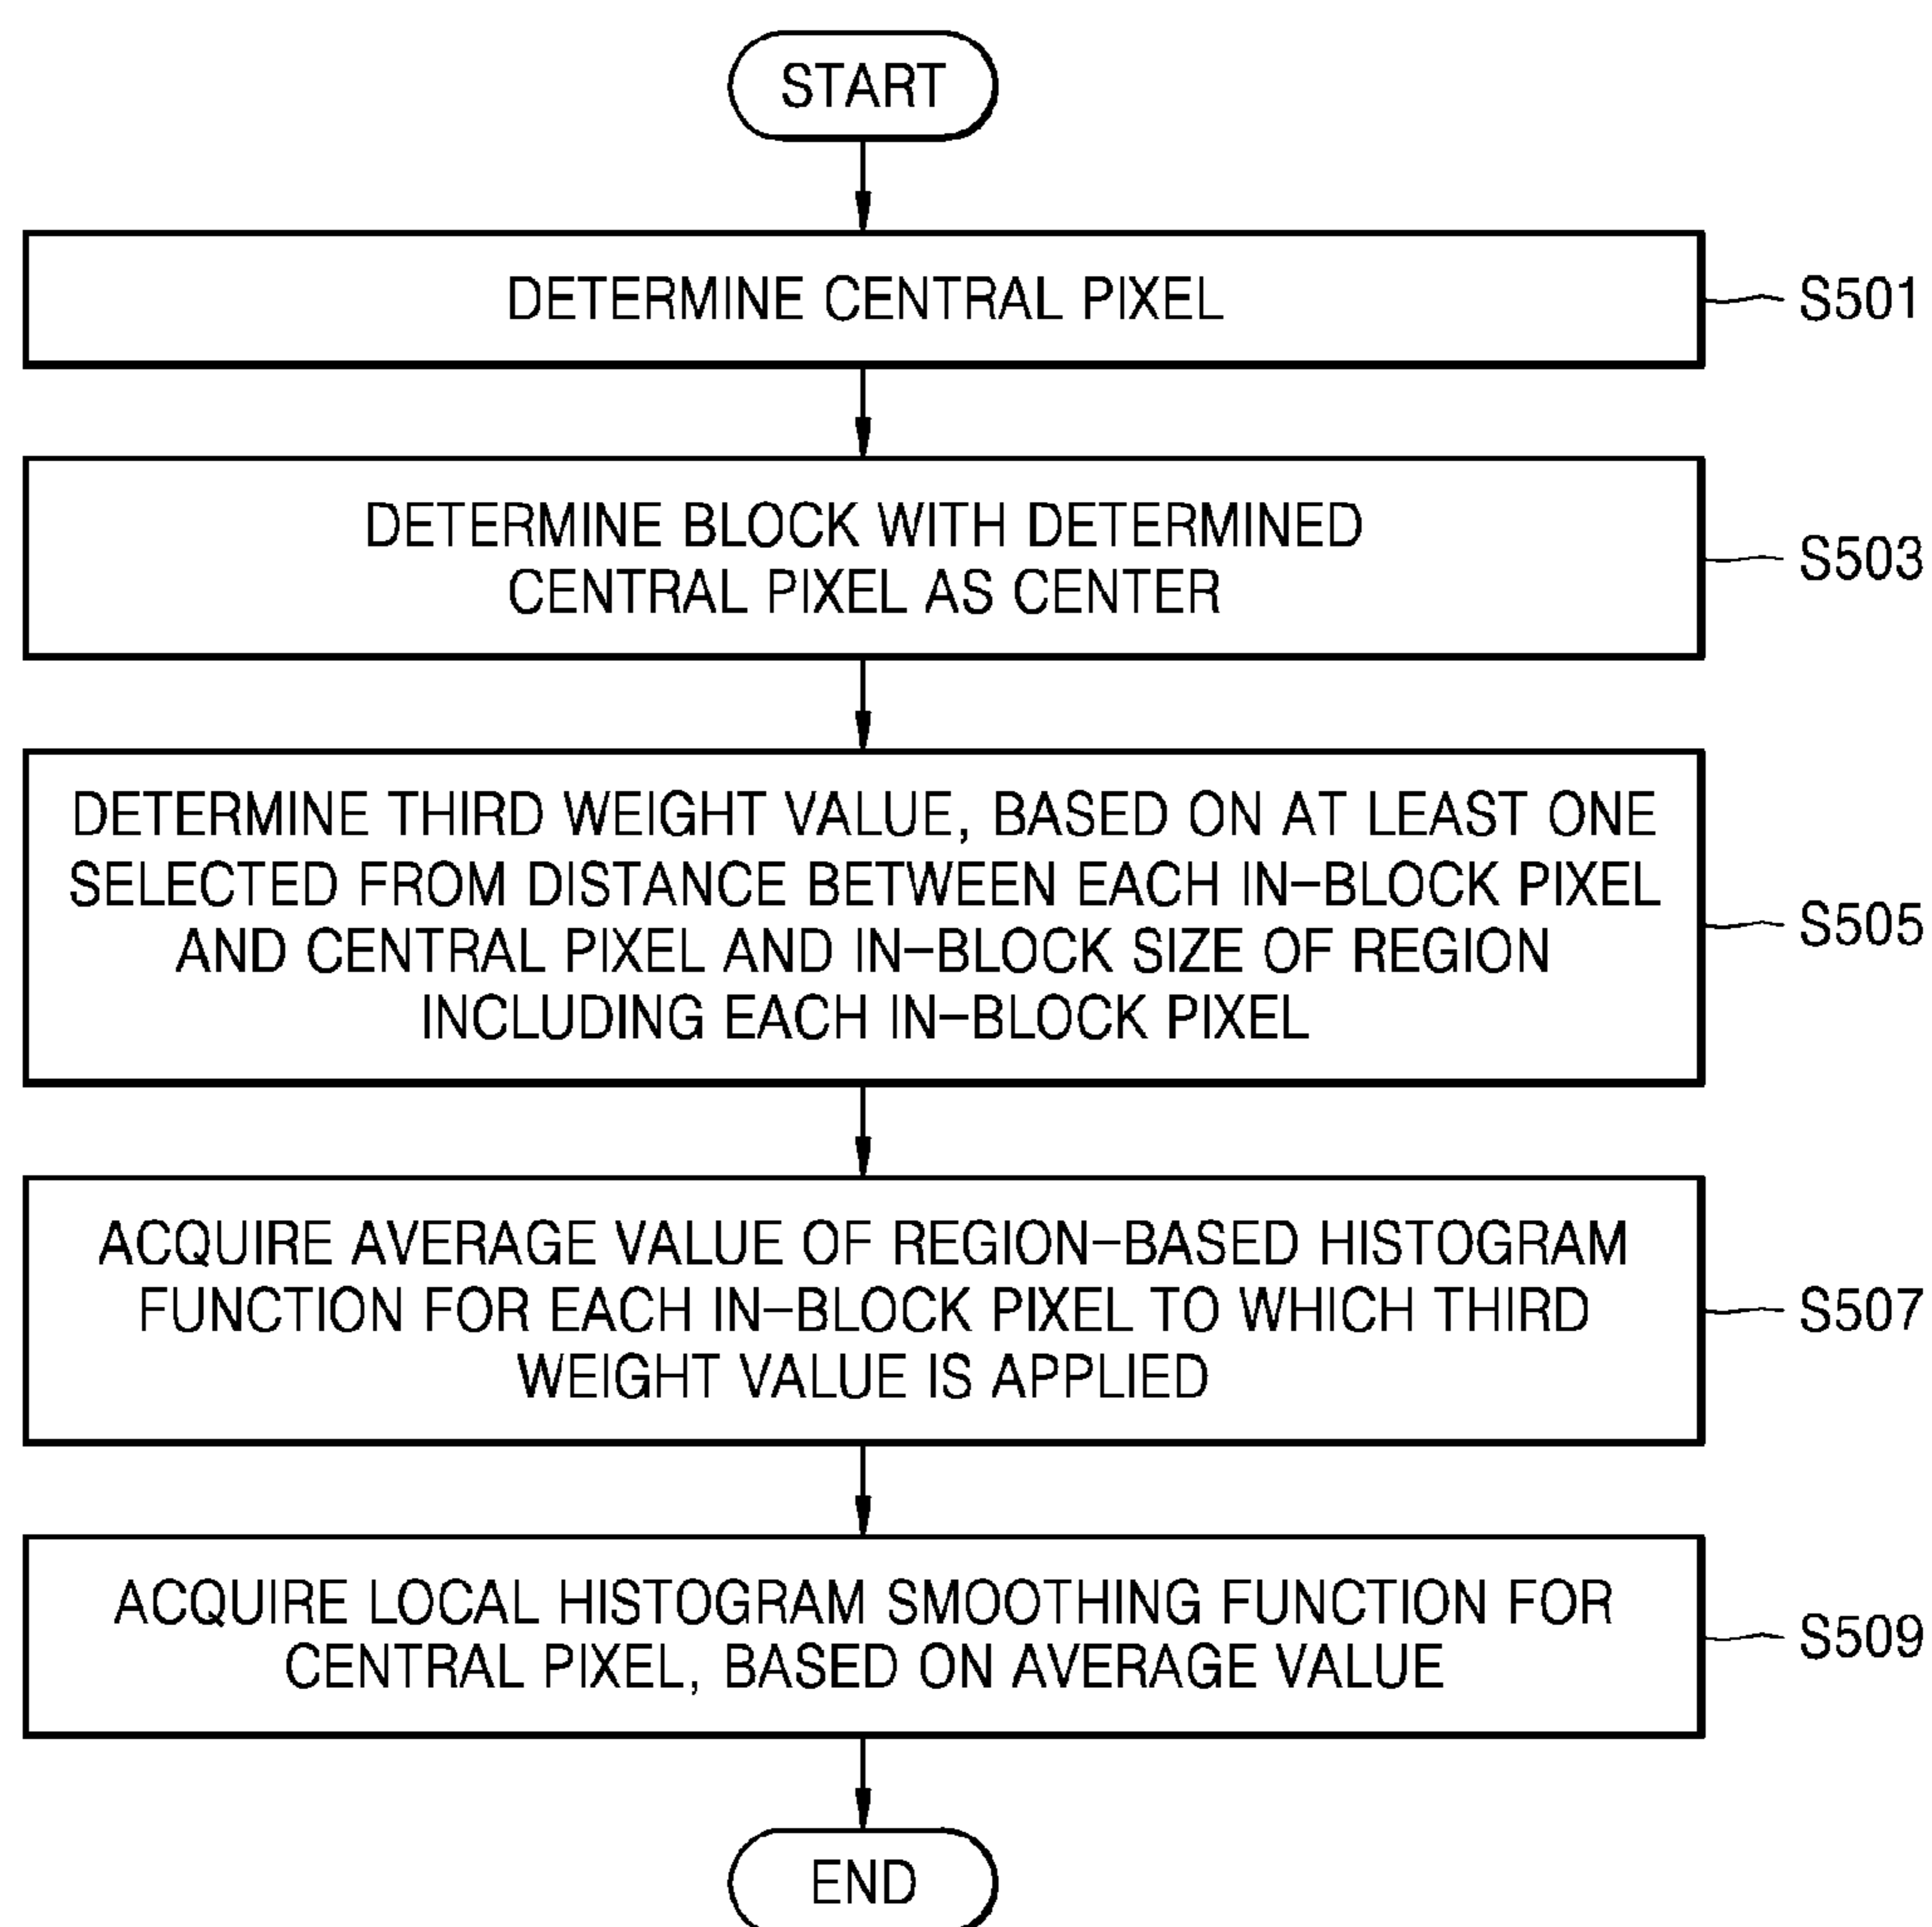 START
DETERMINE CENTRAL PIXEL
S501
DETERMINE BLOCK WITH DETERMINED
CENTRAL PIXEL AS CENTER
S503
DETERMINE THIRD WEIGHT VALUE, BASED ON AT LEAST ONE
SELECTED FROM DISTANCE BETWEEN EACH IN-BLOCK PIXEL
AND CENTRAL PIXEL AND IN-BLOCK SIZE OF REGION
INCLUDING EACH IN-BLOCK PIXEL
S505
ACQUIRE AVERAGE VALUE OF REGION-BASED HISTOGRAM
FUNCTION FOR EACH IN-BLOCK PIXEL TO WHICH THIRD
WEIGHT VALUE IS APPLIED
S507
ACQUIRE LOCAL HISTOGRAM SMOOTHING FUNCTION FOR
CENTRAL PIXEL, BASED ON AVERAGE VALUE
S509
END